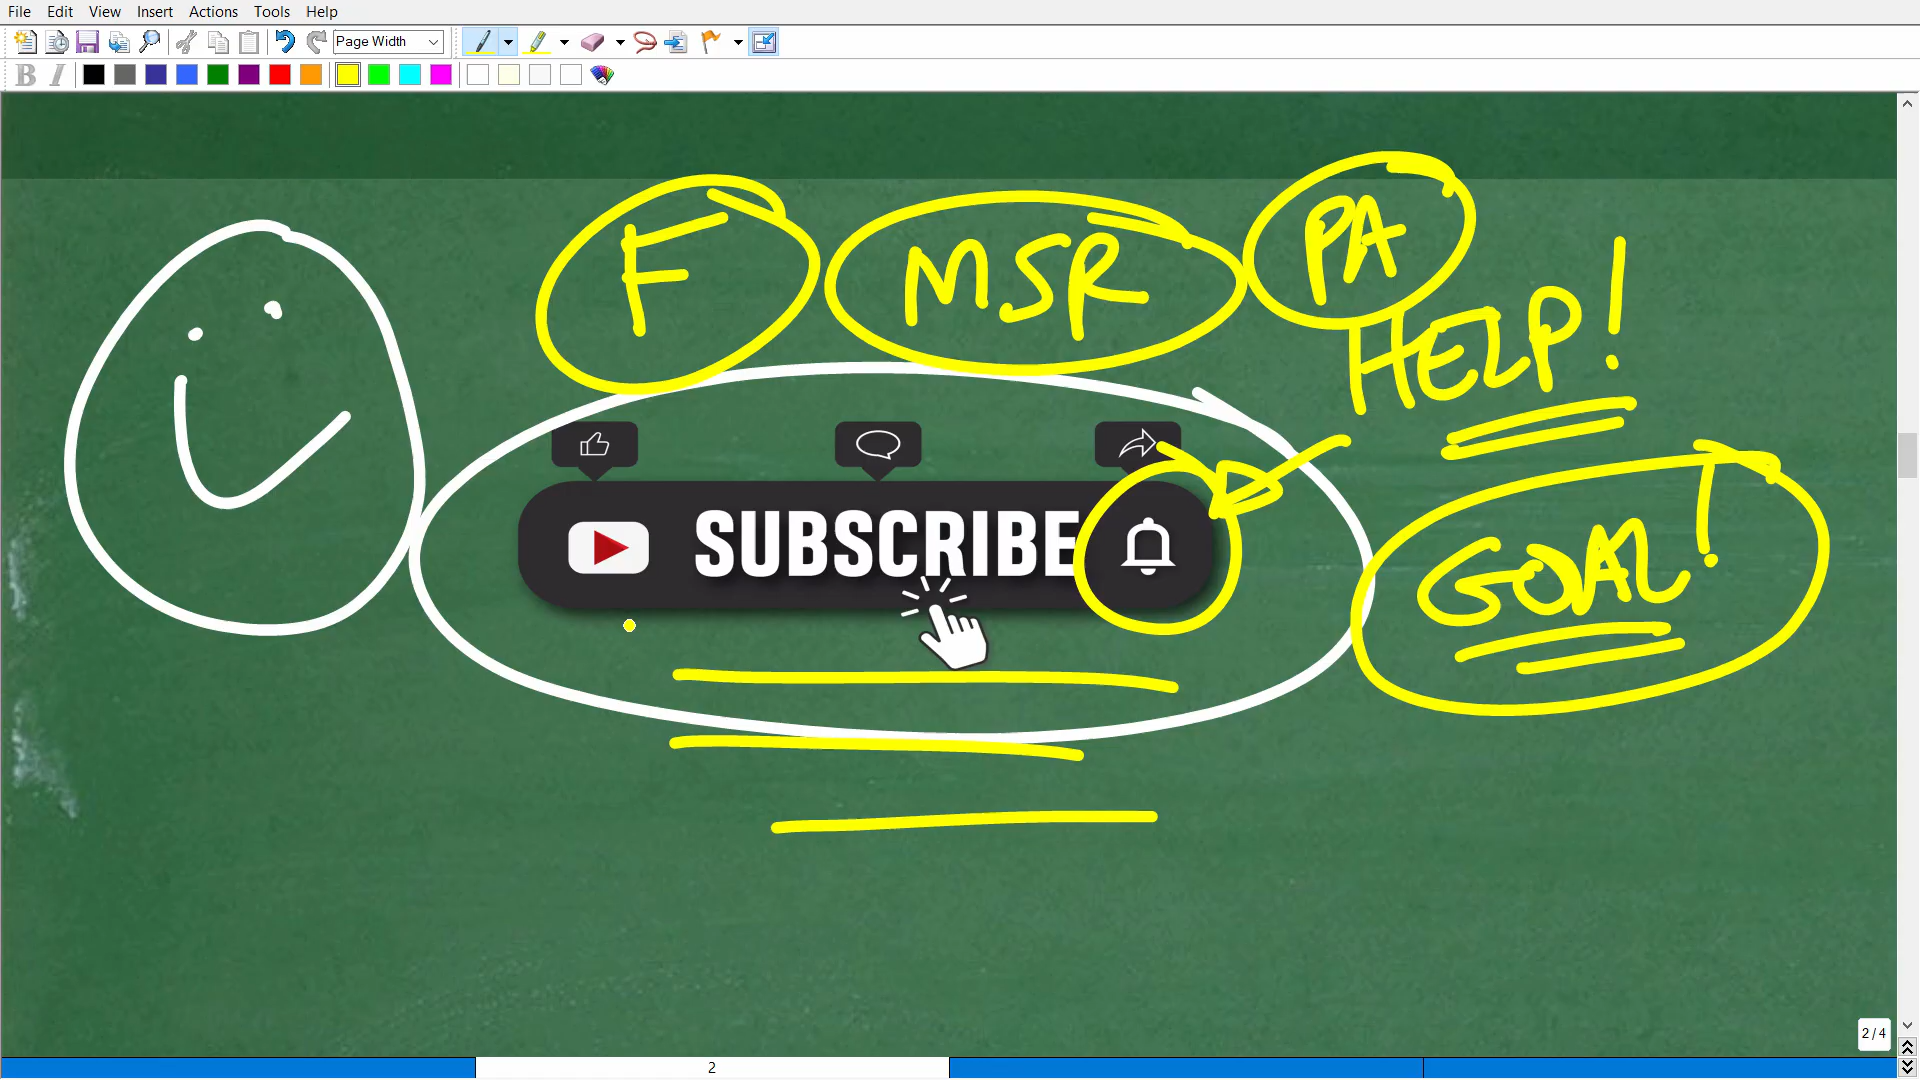 File Edit View Insert Actions Tools Help
Page Width
B I
F MSR PA
HELP!
SUBSCRIBE
GOAL!
2 / 4
2